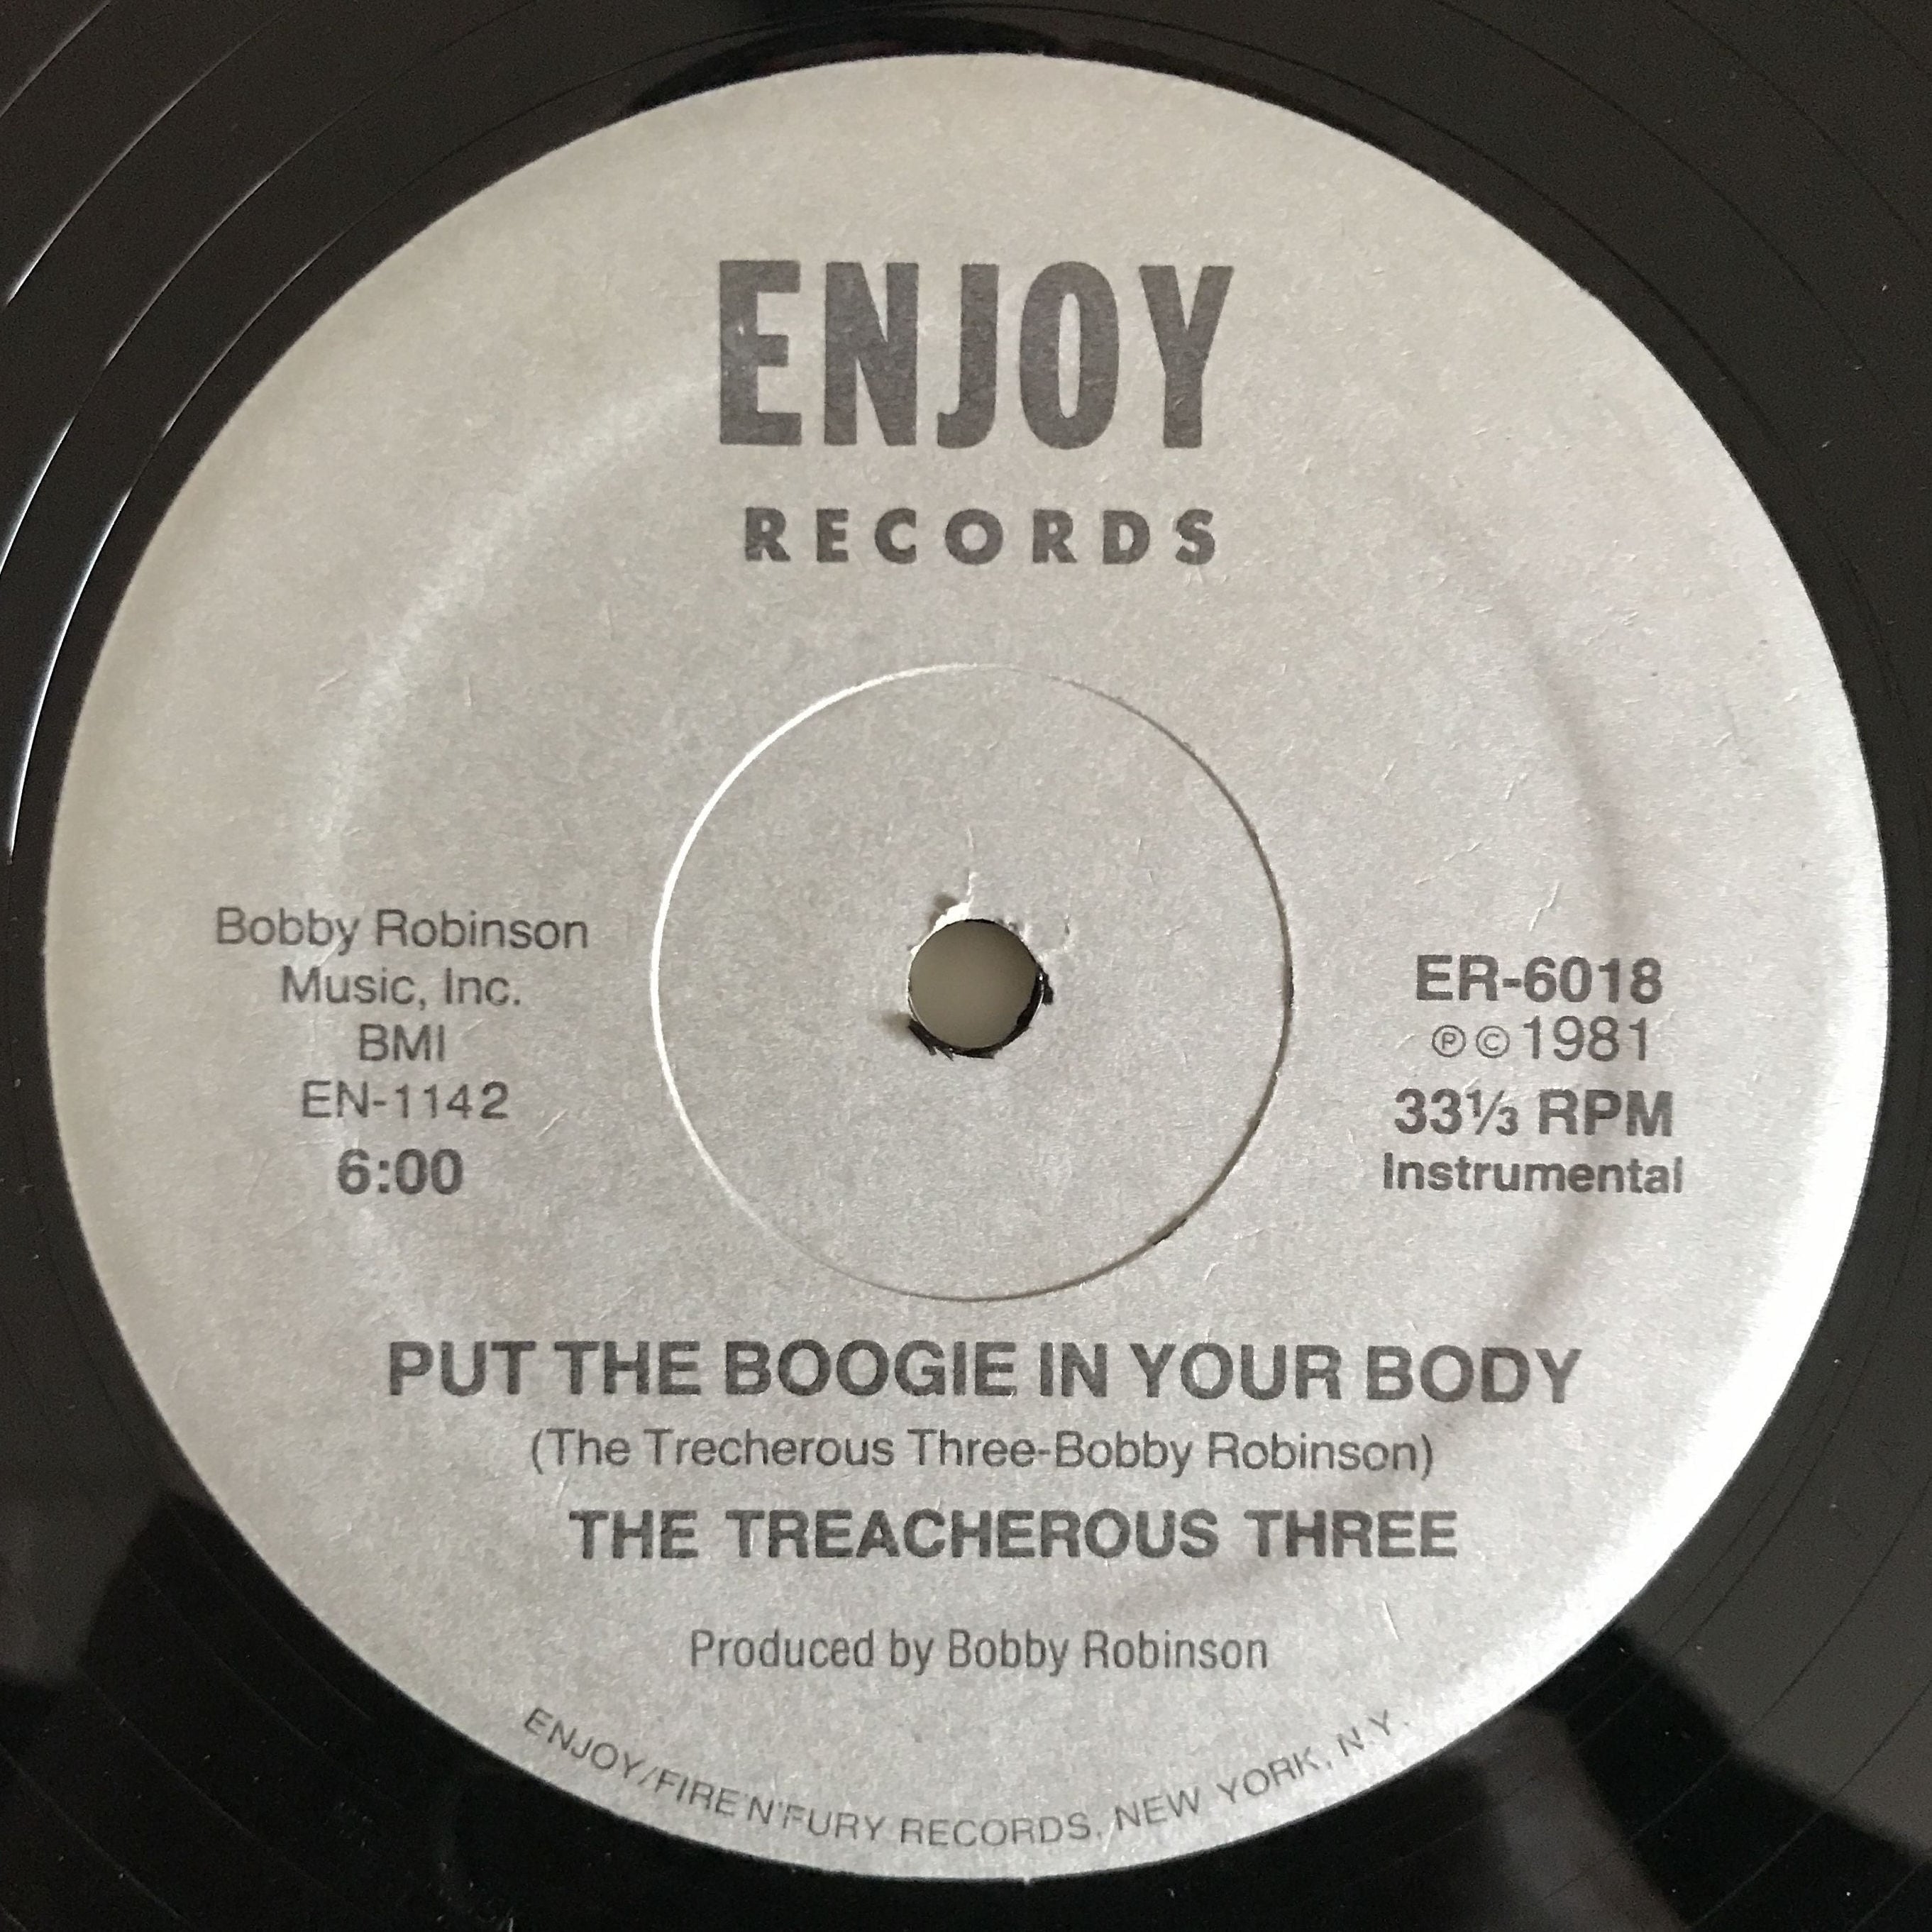 ENJOY
RECORDS
Bobby Robinson
Music, Inc.
BMI
EN-1142
6:00
ER-6018
℗©1981
33⅓ RPM
Instrumental
PUT THE BOOGIE IN YOUR BODY
(The Trecherous Three-Bobby Robinson)
THE TREACHEROUS THREE
Produced by Bobby Robinson
ENJOY/FIRE'N'FURY RECORDS, NEW YORK, N.Y.